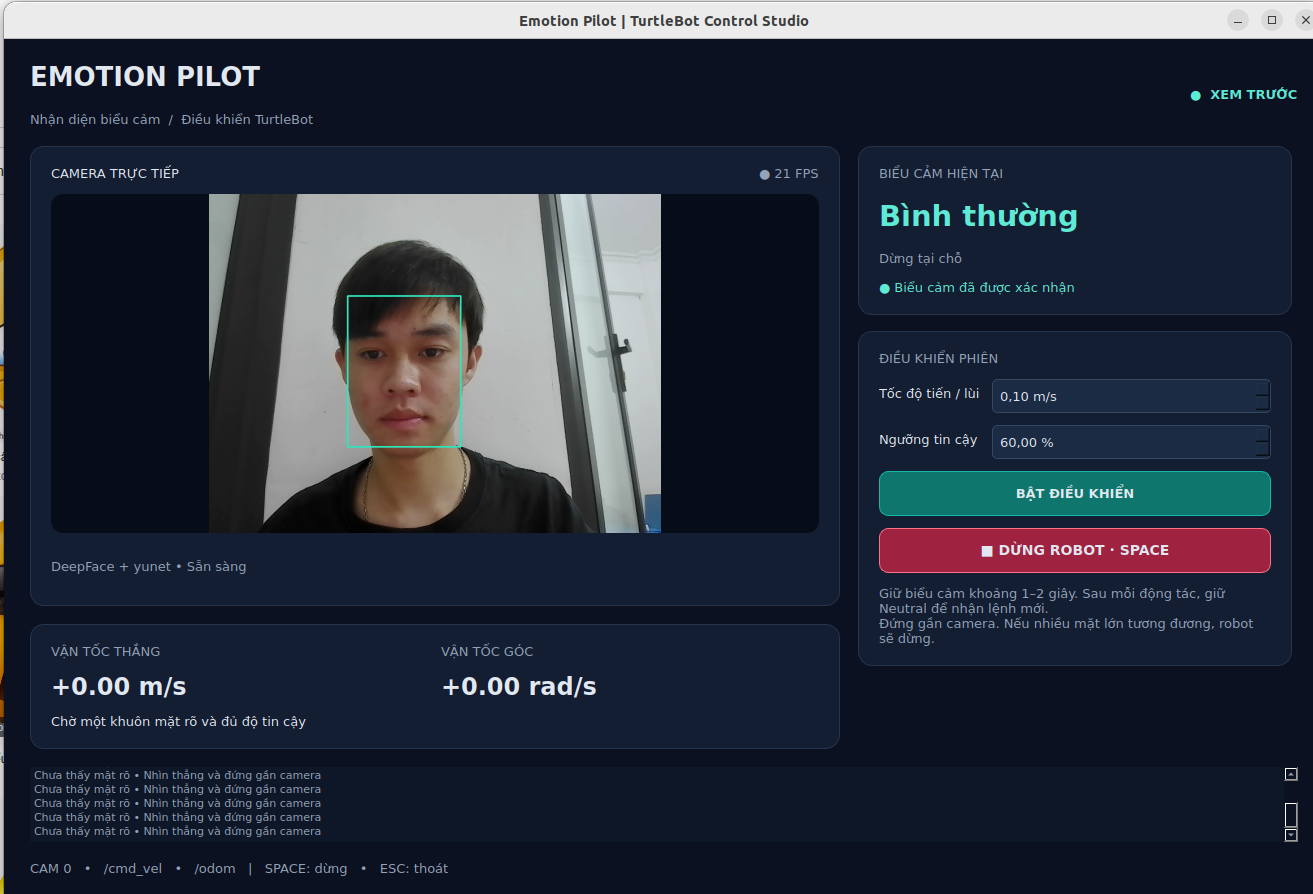 Emotion Pilot | TurtleBot Control Studio
EMOTION PILOT
XEM TRƯỚC
Nhận diện biểu cảm / Điều khiển TurtleBot
CAMERA TRỰC TIẾP
21 FPS
DeepFace + yunet • Sẵn sàng
VẬN TỐC THẲNG
VẬN TỐC GÓC
+0.00 m/s
+0.00 rad/s
Chờ một khuôn mặt rõ và đủ độ tin cậy
BIỂU CẢM HIỆN TẠI
Bình thường
Dừng tại chỗ
Biểu cảm đã được xác nhận
ĐIỀU KHIỂN PHIÊN
Tốc độ tiến / lùi 0,10 m/s
Ngưỡng tin cậy 60,00 %
BẬT ĐIỀU KHIỂN
■ DỪNG ROBOT · SPACE
Giữ biểu cảm khoảng 1–2 giây. Sau mỗi động tác, giữ
Neutral để nhận lệnh mới.
Đứng gần camera. Nếu nhiều mặt lớn tương đương, robot
sẽ dừng.
Chưa thấy mặt rõ • Nhìn thẳng và đứng gần camera
Chưa thấy mặt rõ • Nhìn thẳng và đứng gần camera
Chưa thấy mặt rõ • Nhìn thẳng và đứng gần camera
Chưa thấy mặt rõ • Nhìn thẳng và đứng gần camera
Chưa thấy mặt rõ • Nhìn thẳng và đứng gần camera
CAM 0 • /cmd_vel • /odom | SPACE: dừng • ESC: thoát